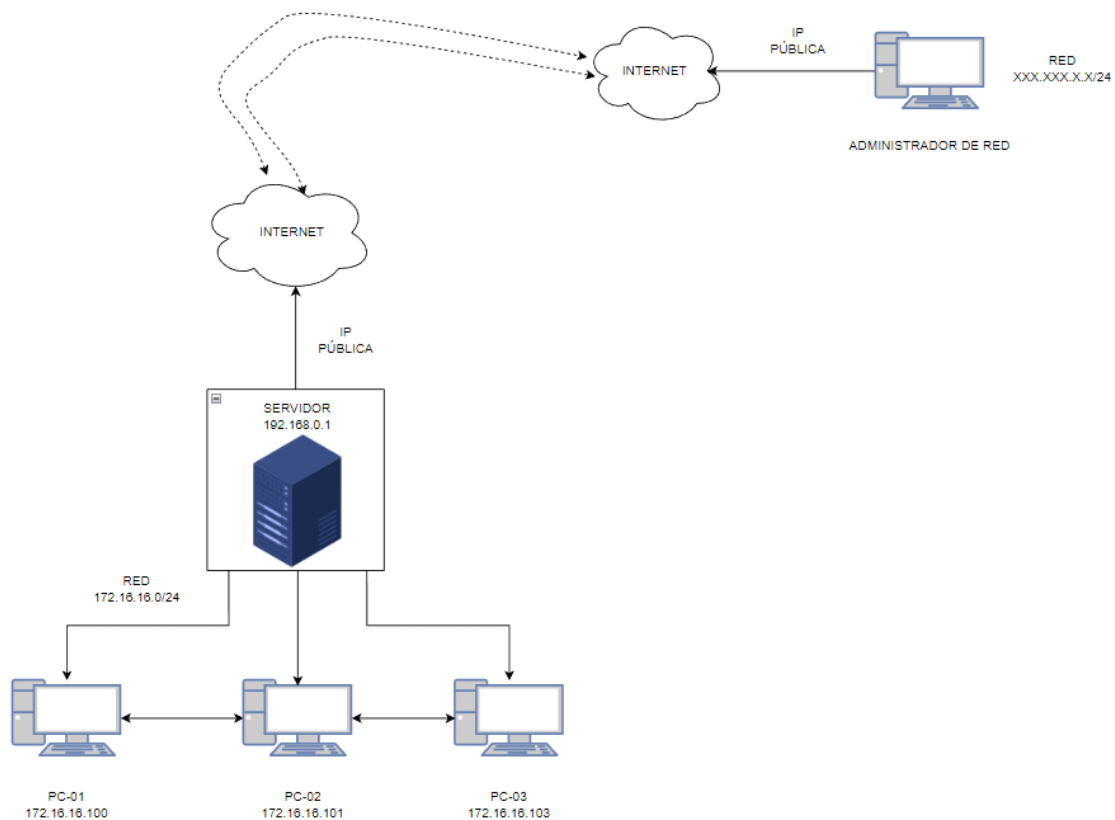 INTERNET
IP
PÚBLICA
RED
XXX.XXX.X.X/24
ADMINISTRADOR DE RED
INTERNET
IP
PÚBLICA
SERVIDOR
192.168.0.1
RED
172.16.16.0/24
PC-01
172.16.16.100
PC-02
172.16.16.101
PC-03
172.16.16.103